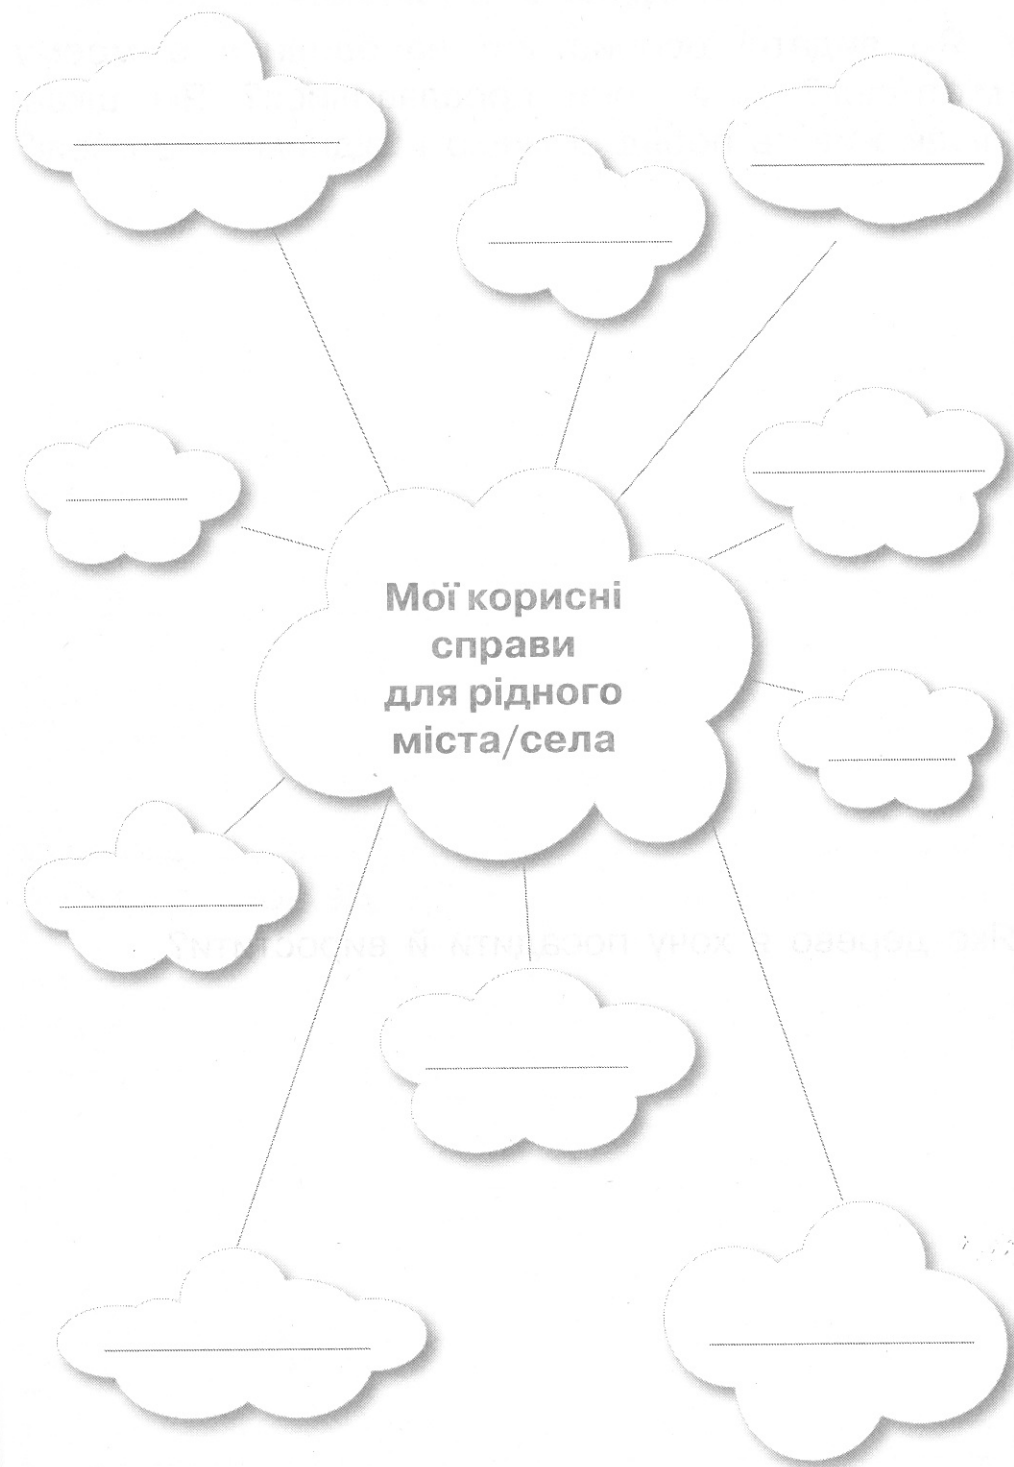 Мої корисні
справи
для рідного
міста/села